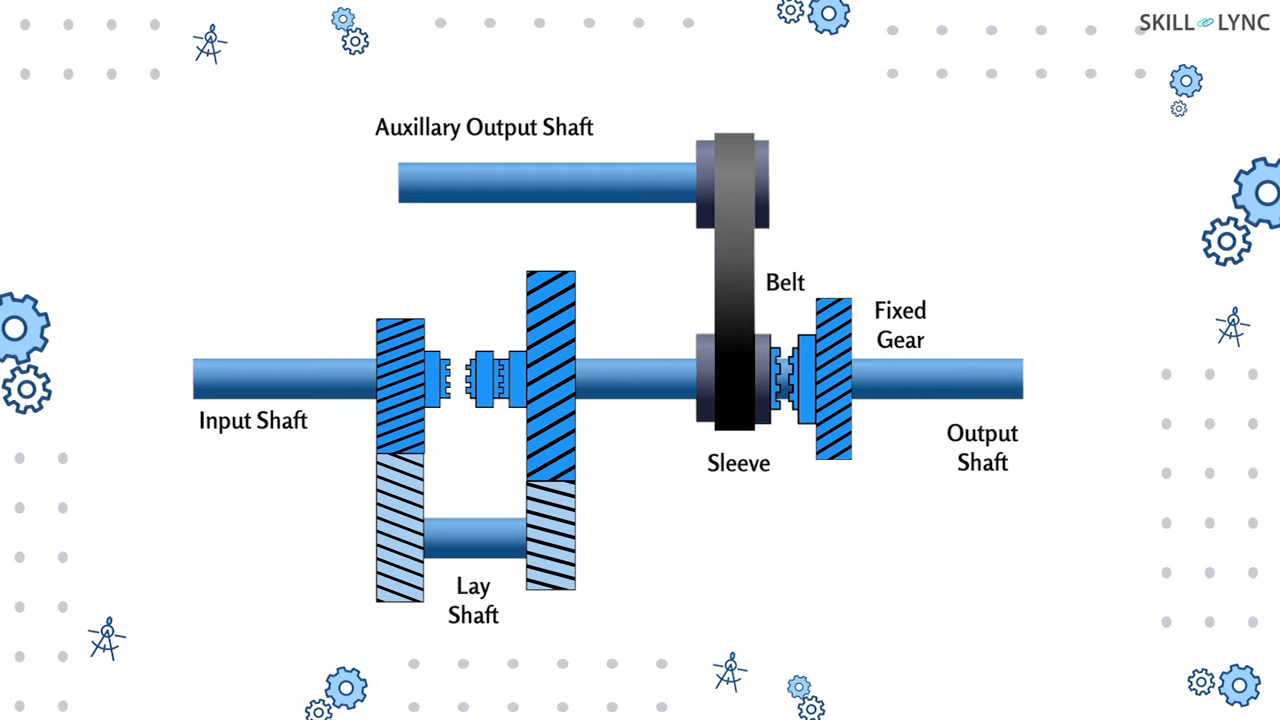 SKILL LYNC
Auxillary Output Shaft
Belt
Fixed
Gear
Input Shaft
Output
Shaft
Sleeve
Lay
Shaft